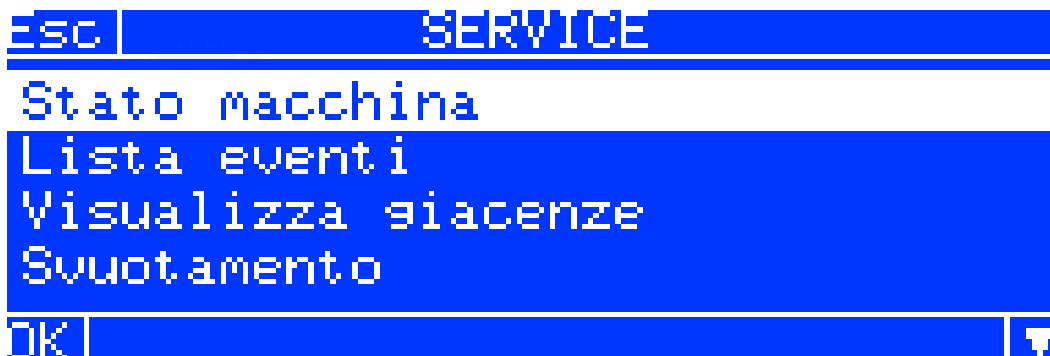 Esc SERVICE
Stato macchina
Lista eventi
Visualizza giacenze
Svuotamento
OK